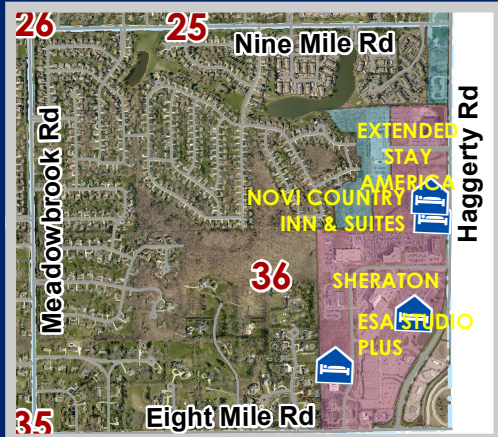 26
25
Nine Mile Rd
Meadowbrook Rd
Haggerty Rd
EXTENDED
STAY
AMERICA
NOVI COUNTRY
INN & SUITES
36
SHERATON
ESA STUDIO
PLUS
35
Eight Mile Rd